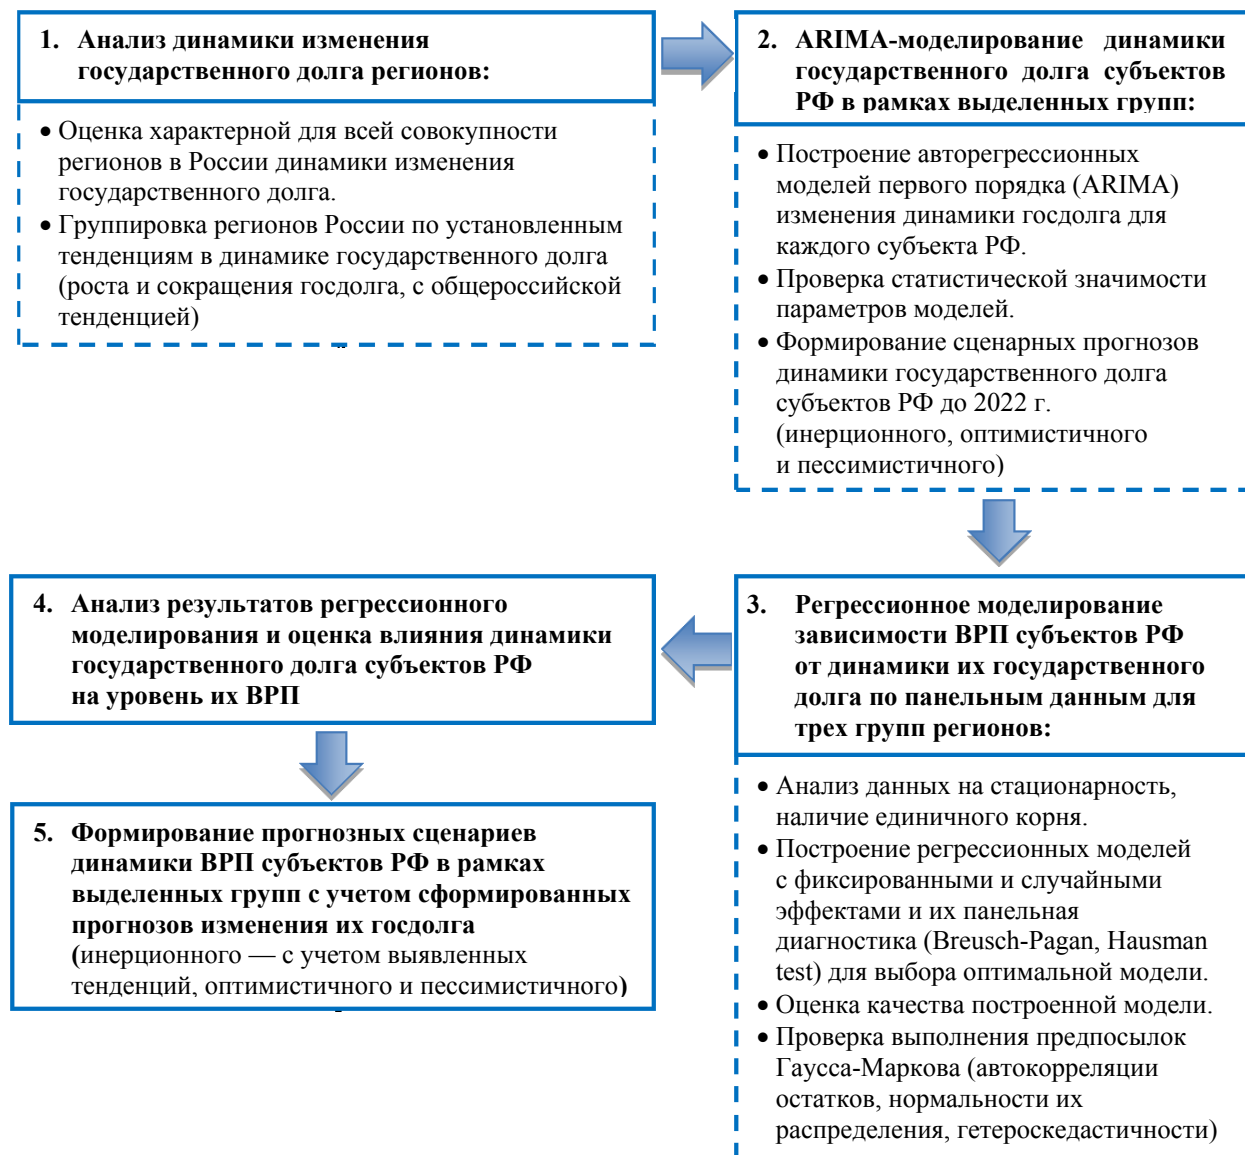 1. Анализ динамики изменения
государственного долга регионов:
• Оценка характерной для всей совокупности
регионов в России динамики изменения
государственного долга.
• Группировка регионов России по установленным
тенденциям в динамике государственного долга
(роста и сокращения госдолга, с общероссийской
тенденцией)
2. ARIMA-моделирование динамики
государственного долга субъектов
РФ в рамках выделенных групп:
• Построение авторегрессионных
моделей первого порядка (ARIMA)
изменения динамики госдолга для
каждого субъекта РФ.
• Проверка статистической значимости
параметров моделей.
• Формирование сценарных прогнозов
динамики государственного долга
субъектов РФ до 2022 г.
(инерционного, оптимистичного
и пессимистичного)
3. Регрессионное моделирование
зависимости ВРП субъектов РФ
от динамики их государственного
долга по панельным данным для
трех групп регионов:
• Анализ данных на стационарность,
наличие единичного корня.
• Построение регрессионных моделей
с фиксированными и случайными
эффектами и их панельная
диагностика (Breusch-Pagan, Hausman
test) для выбора оптимальной модели.
• Оценка качества построенной модели.
• Проверка выполнения предпосылок
Гаусса-Маркова (автокорреляции
остатков, нормальности их
распределения, гетероскедастичности)
4. Анализ результатов регрессионного
моделирования и оценка влияния динамики
государственного долга субъектов РФ
на уровень их ВРП
5. Формирование прогнозных сценариев
динамики ВРП субъектов РФ в рамках
выделенных групп с учетом сформированных
прогнозов изменения их госдолга
(инерционного — с учетом выявленных
тенденций, оптимистичного и пессимистичного)